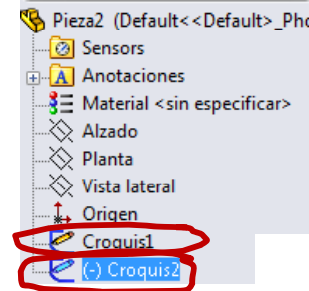 Pieza2 (Default<<Default>_Pho
Sensors
A Anotaciones
Material <sin especificar>
Alzado
Planta
Vista lateral
Origen
Croquis1
(-) Croquis2